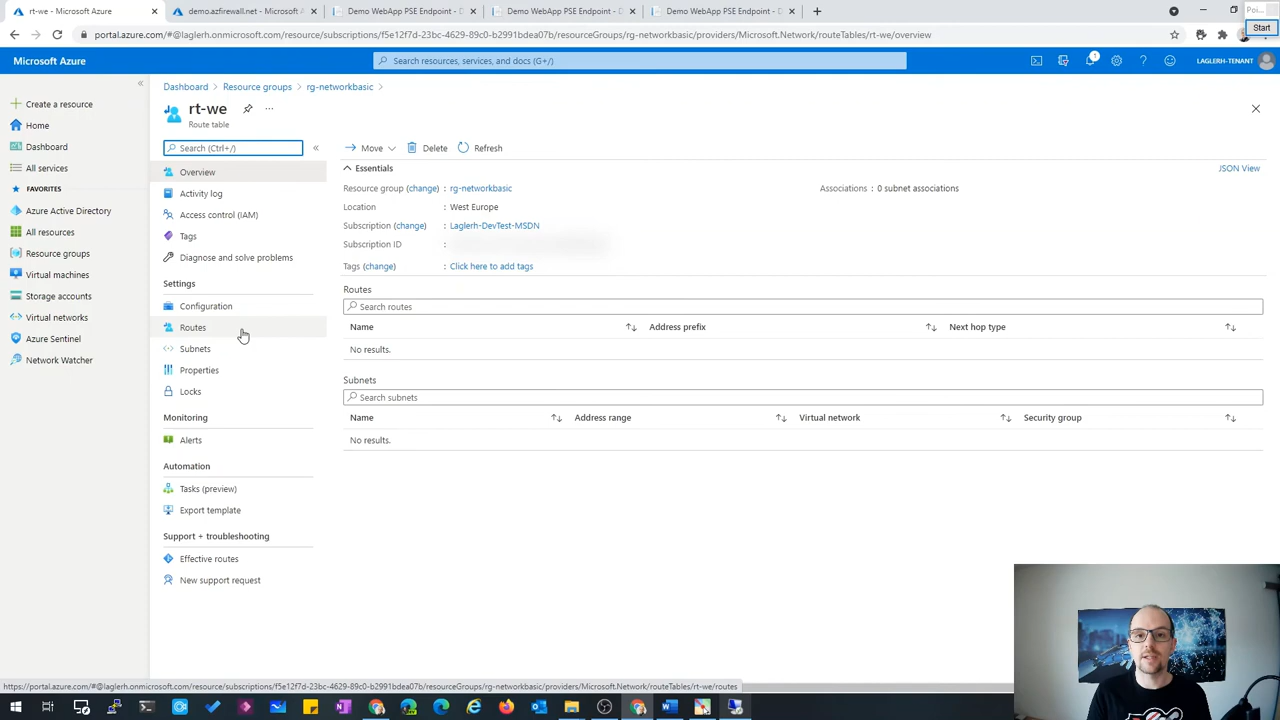 rt-we - Microsoft Azure
demo.azfirewall.net - Microsoft A
Demo WebApp PSE Endpoint - D
Demo WebApp PSE Endpoint - D
Demo WebApp PSE Endpoint - D
Poi...
Start
portal.azure.com/#@laglerh.onmicrosoft.com/resource/subscriptions/f5e12f7d-23bc-4629-89c0-b2991bdea07b/resourceGroups/rg-networkbasic/providers/Microsoft.Network/routeTables/rt-we/overview
Microsoft Azure
Search resources, services, and docs (G+/)
1
LAGLERH-TENANT
Create a resource
Home
Dashboard
All services
FAVORITES
Azure Active Directory
All resources
Resource groups
Virtual machines
Storage accounts
Virtual networks
Azure Sentinel
Network Watcher
Dashboard > Resource groups > rg-networkbasic >
rt-we
Route table
Search (Ctrl+/)
Overview
Activity log
Access control (IAM)
Tags
Diagnose and solve problems
Settings
Configuration
Routes
Subnets
Properties
Locks
Monitoring
Alerts
Automation
Tasks (preview)
Export template
Support + troubleshooting
Effective routes
New support request
Move
Delete
Refresh
Essentials
JSON View
Resource group (change) : rg-networkbasic
Associations : 0 subnet associations
Location : West Europe
Subscription (change) : Laglerh-DevTest-MSDN
Subscription ID :
Tags (change) : Click here to add tags
Routes
Search routes
Name Address prefix Next hop type
No results.
Subnets
Search subnets
Name Address range Virtual network Security group
No results.
https://portal.azure.com/#@laglerh.onmicrosoft.com/resource/subscriptions/f5e12f7d-23bc-4629-89c0-b2991bdea07b/resourceGroups/rg-networkbasic/providers/Microsoft.Network/routeTables/rt-we/routes